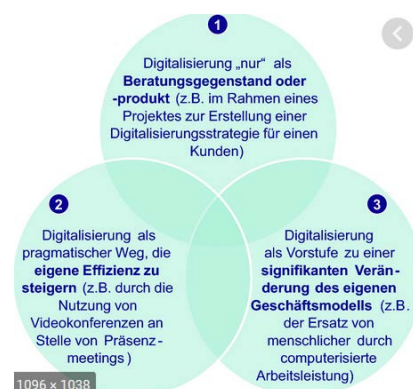 1
Digitalisierung „nur“ als
Beratungsgegenstand oder
-produkt (z.B. im Rahmen eines
Projektes zur Erstellung einer
Digitalisierungsstrategie für einen
Kunden)
2
Digitalisierung als
pragmatischer Weg, die
eigene Effizienz zu
steigern (z.B. durch die
Nutzung von
Videokonferenzen an
Stelle von Präsenz-
meetings)
3
Digitalisierung
als Vorstufe zu einer
signifikanten Verän-
derung des eigenen
Geschäftsmodells (z.B.
der Ersatz von
menschlicher durch
computerisierte
Arbeitsleistung)
1096 × 1038